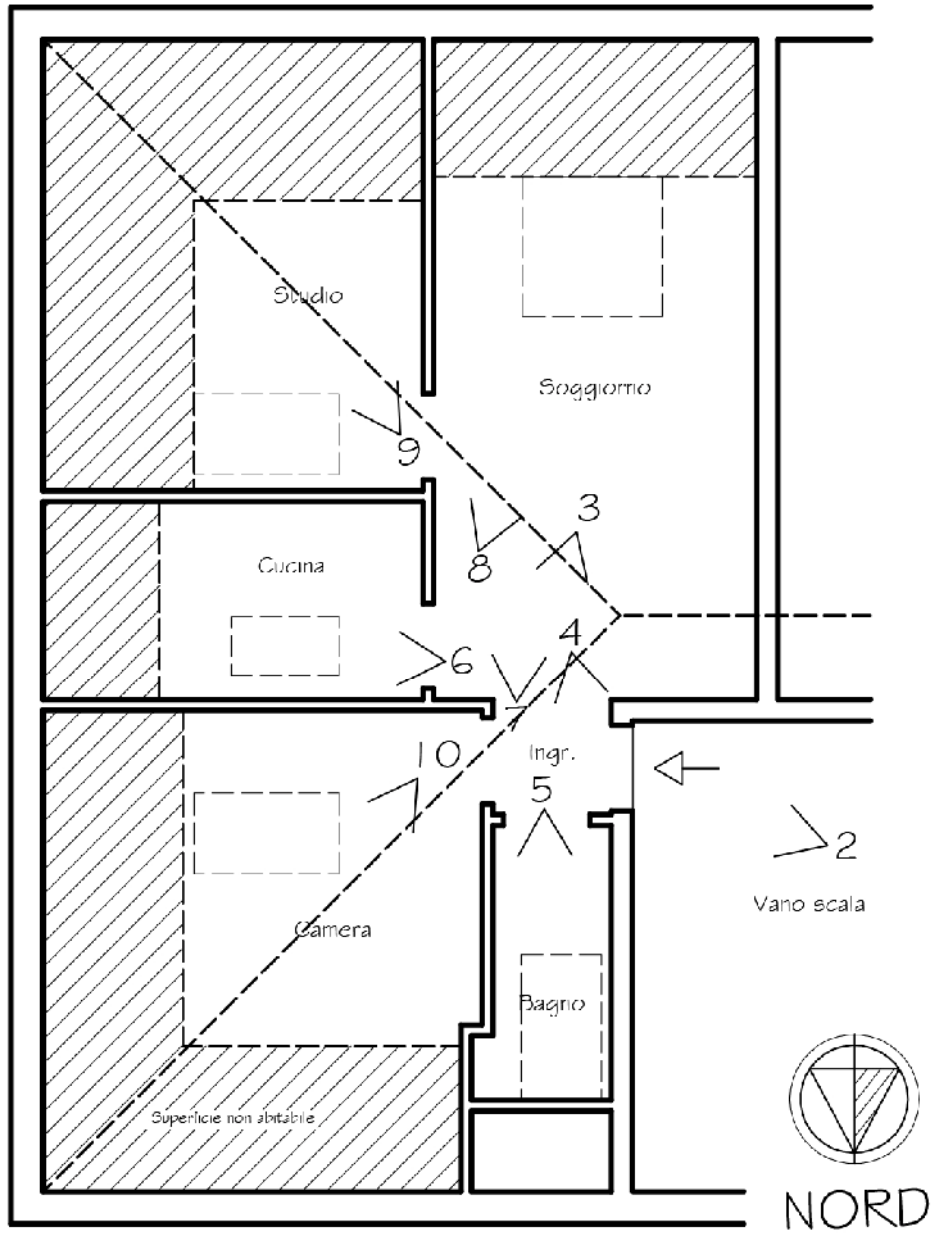 Studio
Soggiorno
9
3
8
Cucina
4
6
10
Ingr.
5
2
Vano scala
Camera
Bagno
Superficie non abitabile
NORD